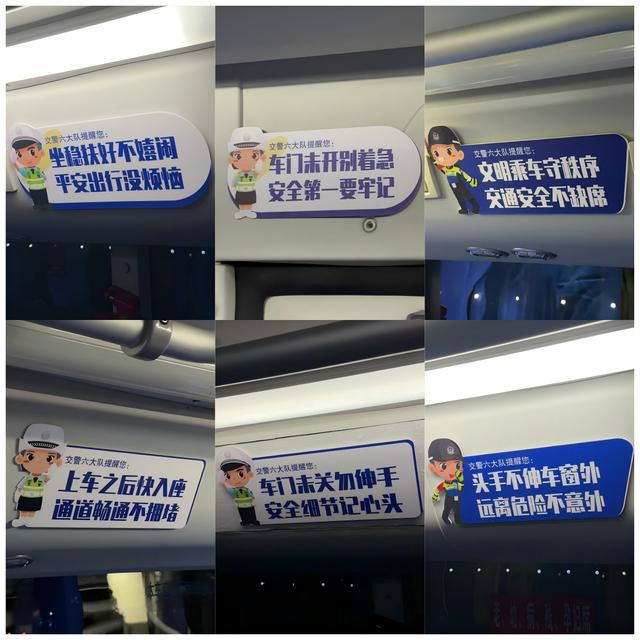 交警六大队提醒您：
坐稳扶好不嬉闹
平安出行没烦恼
交警六大队提醒您：
车门未开别着急
安全第一要牢记
交警六大队提醒您：
文明乘车守秩序
交通安全不缺席
交警六大队提醒您：
上车之后快入座
通道畅通不拥堵
交警六大队提醒您：
车门未关勿伸手
安全细节记心头
交警六大队提醒您：
头手不伸车窗外
远离危险不意外
老、幼、病、残、孕妇